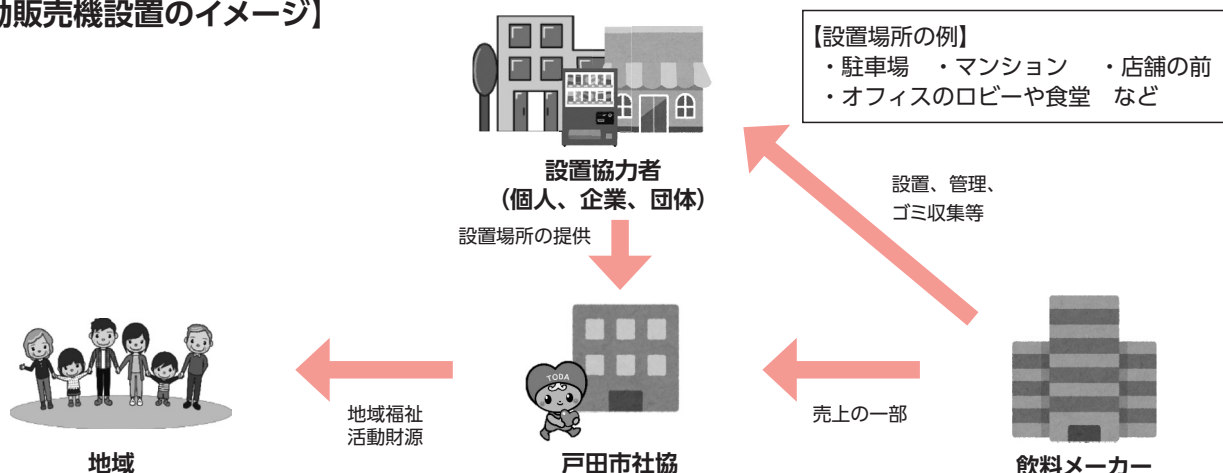 動販売機設置のイメージ】
【設置場所の例】
・駐車場　・マンション　・店舗の前
・オフィスのロビーや食堂　など
設置協力者
（個人、企業、団体）
設置、管理、
ゴミ収集等
設置場所の提供
TODA
地域福祉
活動財源
売上の一部
地域
戸田市社協
飲料メーカー